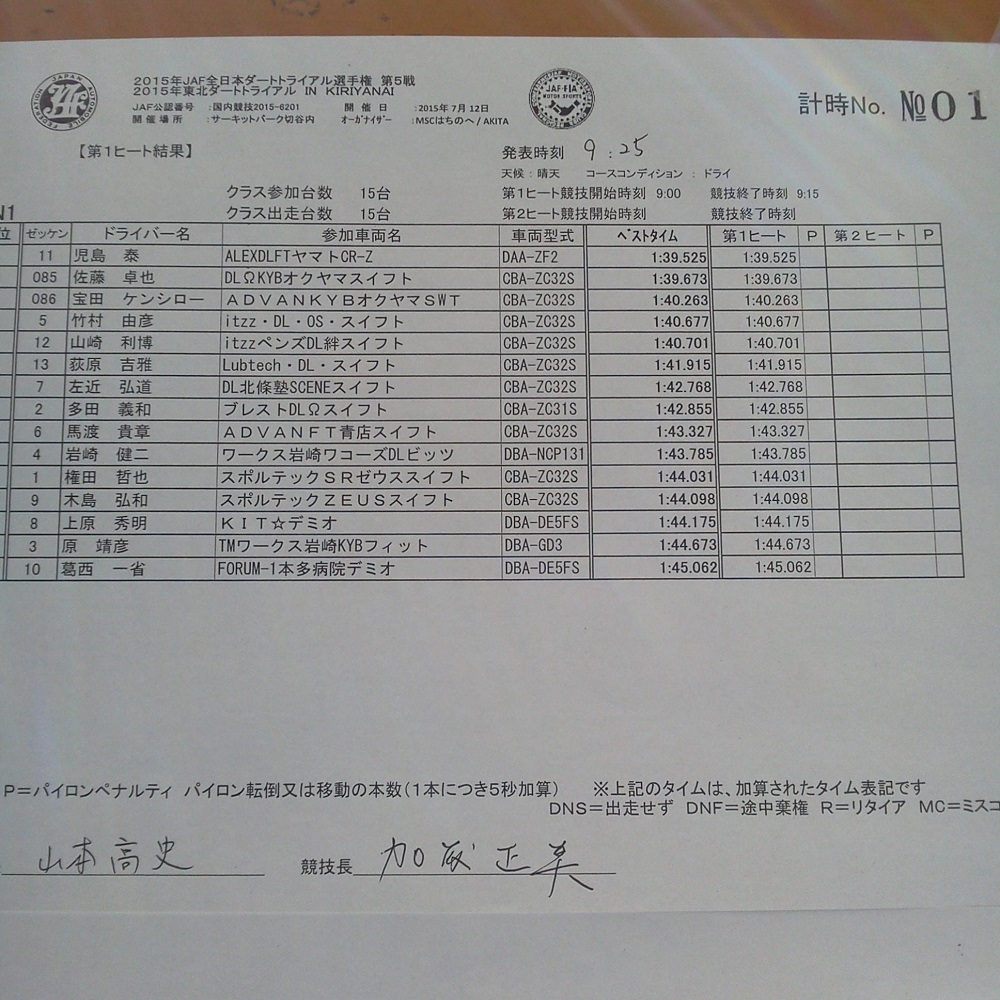 2015年JAF全日本ダートトライアル選手権 第5戦
2015年東北ダートトライアル IN KIRIYANAI
JAF公認番号 :国内競技2015-6201 開催日 :2015年7月12日
開催場所 :サーキットパーク切谷内 オーガナイザー :MSCはちのへ/AKITA
JAPAN AUTOMOBILE FEDERATION
JAF
JAF-FIA
MOTOR SPORTS
計時No. №01
【第1ヒート結果】 発表時刻 9:25
天候:晴天 コースコンディション : ドライ
クラス参加台数 15台 第1ヒート競技開始時刻 9:00 競技終了時刻 9:15
N1 クラス出走台数 15台 第2ヒート競技開始時刻 競技終了時刻
位 ゼッケン ドライバー名 参加車両名 車両型式 ベストタイム 第1ヒート P 第2ヒート P
11 児島 泰 ALEXDLFTヤマトCR-Z DAA-ZF2 1:39.525 1:39.525
085 佐藤 卓也 DLΩKYBオクヤマスイフト CBA-ZC32S 1:39.673 1:39.673
086 宝田 ケンシロー ADVANKYBオクヤマSWT CBA-ZC32S 1:40.263 1:40.263
5 竹村 由彦 itzz・DL・OS・スイフト CBA-ZC32S 1:40.677 1:40.677
12 山崎 利博 itzzペンズDL絆スイフト CBA-ZC32S 1:40.701 1:40.701
13 荻原 吉雅 Lubtech・DL・スイフト CBA-ZC32S 1:41.915 1:41.915
7 左近 弘道 DL北條塾SCENEスイフト CBA-ZC32S 1:42.768 1:42.768
2 多田 義和 ブレストDLΩスイフト CBA-ZC31S 1:42.855 1:42.855
6 馬渡 貴章 ADVANFT青店スイフト CBA-ZC32S 1:43.327 1:43.327
4 岩崎 健二 ワークス岩崎ワコーズDLビッツ DBA-NCP131 1:43.785 1:43.785
1 権田 哲也 スポルテックSRゼウススイフト CBA-ZC32S 1:44.031 1:44.031
9 木島 弘和 スポルテックZEUSスイフト CBA-ZC32S 1:44.098 1:44.098
8 上原 秀明 KIT☆デミオ DBA-DE5FS 1:44.175 1:44.175
3 原 靖彦 TMワークス岩崎KYBフィット DBA-GD3 1:44.673 1:44.673
10 葛西 一省 FORUM-1本多病院デミオ DBA-DE5FS 1:45.062 1:45.062
P=パイロンペナルティ パイロン転倒又は移動の本数(1本につき5秒加算) ※上記のタイムは、加算されたタイム表記です
DNS=出走せず DNF=途中棄権 R=リタイア MC=ミスコ
山本高史 競技長 加藤正美